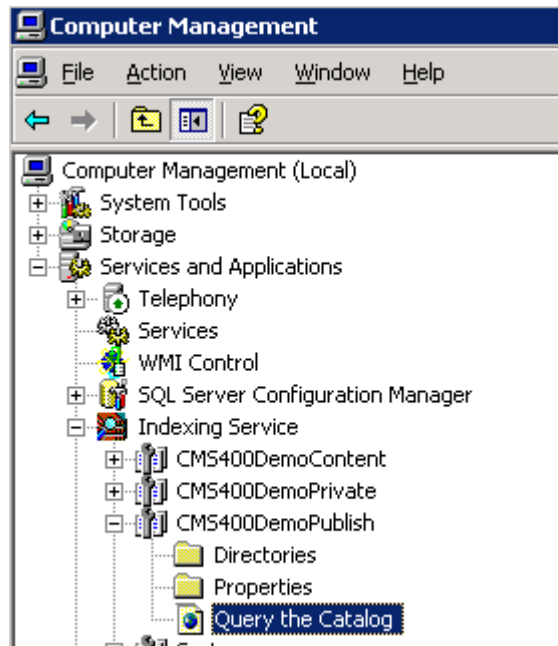 Computer Management
File Action View Window Help
Computer Management (Local)
System Tools
Storage
Services and Applications
Telephony
Services
WMI Control
SQL Server Configuration Manager
Indexing Service
CMS400DemoContent
CMS400DemoPrivate
CMS400DemoPublish
Directories
Properties
Query the Catalog